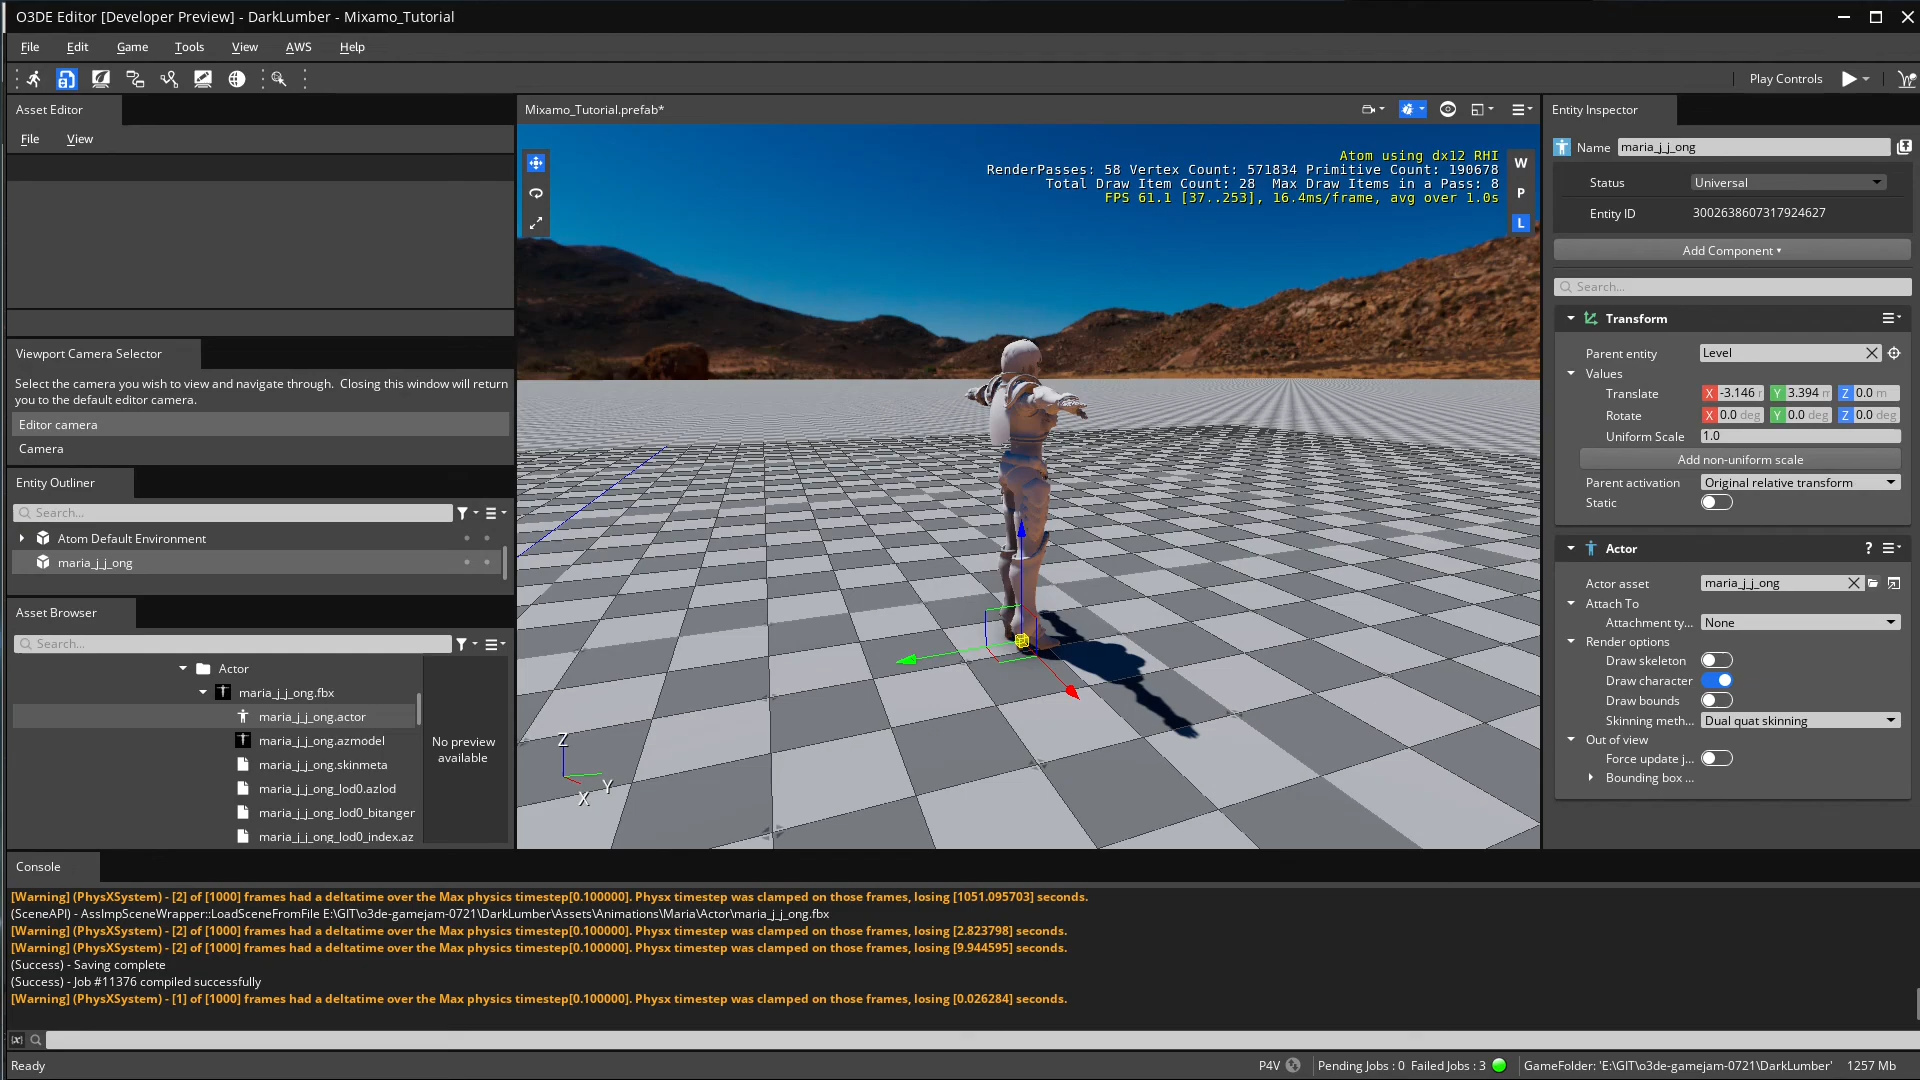 O3DE Editor [Developer Preview] - DarkLumber - Mixamo_Tutorial
File Edit Game Tools View AWS Help
Play Controls
Asset Editor
File View
Viewport Camera Selector
Select the camera you wish to view and navigate through. Closing this window will return
you to the default editor camera.
Editor camera
Camera
Entity Outliner
Search...
Atom Default Environment
maria_j_j_ong
Asset Browser
Search...
Actor
maria_j_j_ong.fbx
maria_j_j_ong.actor
maria_j_j_ong.azmodel
maria_j_j_ong.skinmeta
maria_j_j_ong_lod0.azlod
maria_j_j_ong_lod0_bitanger
maria_j_j_ong_lod0_index.az
No preview
available
Mixamo_Tutorial.prefab*
Atom using dx12 RHI
RenderPasses: 58 Vertex Count: 571834 Primitive Count: 190678
Total Draw Item Count: 28 Max Draw Items in a Pass: 8
FPS 61.1 [37..253], 16.4ms/frame, avg over 1.0s
W
P
L
Z
Y
X
Entity Inspector
Name maria_j_j_ong
Status Universal
Entity ID 3002638607317924627
Add Component
Search...
Transform
Parent entity Level
Values
Translate X -3.146 Y 3.394 m Z 0.0 m
Rotate X 0.0 deg Y 0.0 deg Z 0.0 deg
Uniform Scale 1.0
Add non-uniform scale
Parent activation Original relative transform
Static
Actor ?
Actor asset maria_j_j_ong
Attach To
Attachment ty... None
Render options
Draw skeleton
Draw character
Draw bounds
Skinning meth... Dual quat skinning
Out of view
Force update j...
Bounding box ...
Console
[Warning] (PhysXSystem) - [2] of [1000] frames had a deltatime over the Max physics timestep[0.100000]. Physx timestep was clamped on those frames, losing [1051.095703] seconds.
(SceneAPI) - AssImpSceneWrapper::LoadSceneFromFile E:\GIT\o3de-gamejam-0721\DarkLumber\Assets\Animations\Maria\Actor\maria_j_j_ong.fbx
[Warning] (PhysXSystem) - [2] of [1000] frames had a deltatime over the Max physics timestep[0.100000]. Physx timestep was clamped on those frames, losing [2.823798] seconds.
[Warning] (PhysXSystem) - [2] of [1000] frames had a deltatime over the Max physics timestep[0.100000]. Physx timestep was clamped on those frames, losing [9.944595] seconds.
(Success) - Saving complete
(Success) - Job #11376 compiled successfully
[Warning] (PhysXSystem) - [1] of [1000] frames had a deltatime over the Max physics timestep[0.100000]. Physx timestep was clamped on those frames, losing [0.026284] seconds.
Ready
P4V
Pending Jobs : 0 Failed Jobs : 3
GameFolder: 'E:\GIT\o3de-gamejam-0721\DarkLumber'
1257 Mb